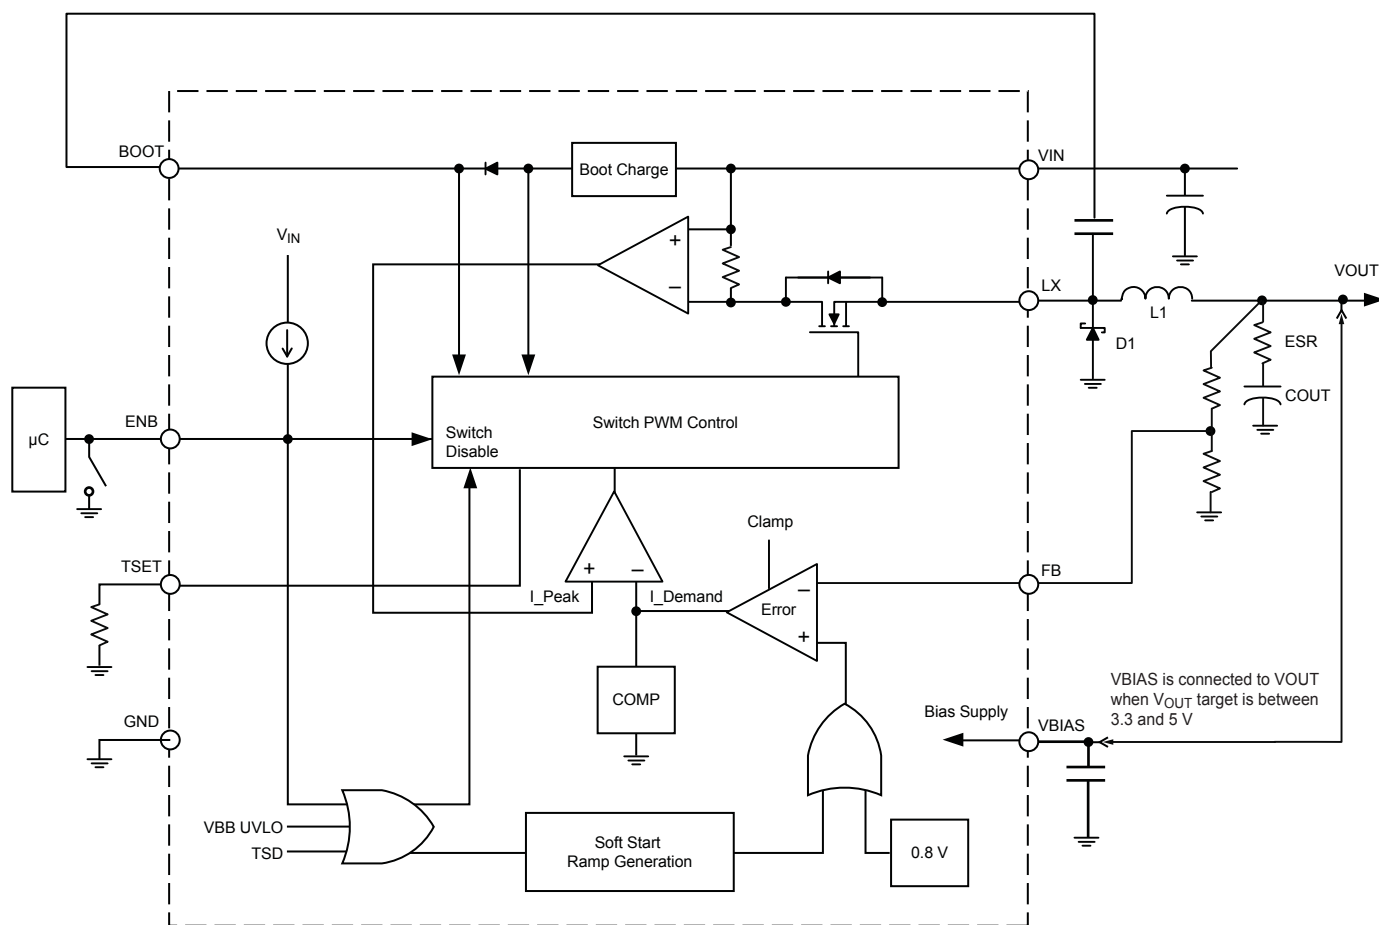 BOOT
Boot Charge
VIN
VIN
+
–
LX
VOUT
L1
D1
ESR
COUT
µC
ENB
Switch
Disable
Switch PWM Control
Clamp
TSET
+
–
I_Peak
I_Demand
Error
–
+
FB
COMP
GND
Bias Supply
VBIAS
VBIAS is connected to VOUT
when VOUT target is between
3.3 and 5 V
VBB UVLO
TSD
Soft Start
Ramp Generation
0.8 V